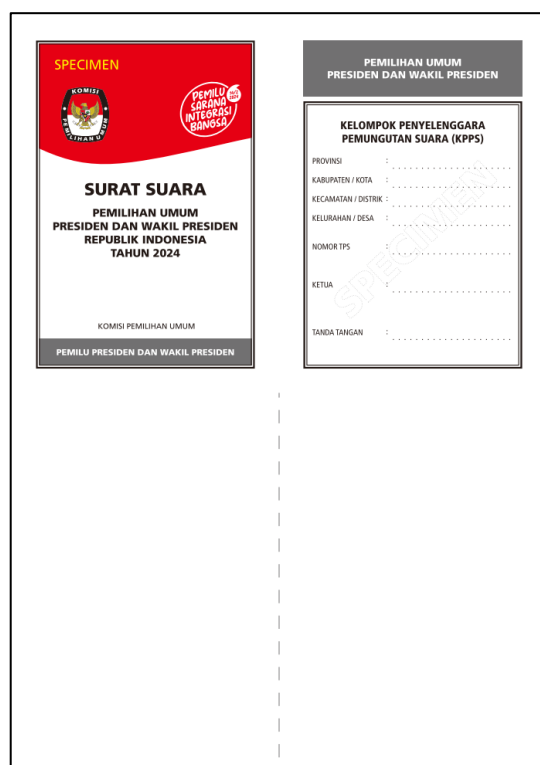 SPECIMEN
KOMISI
PEMILIHAN UMUM
PEMILU
SARANA
INTEGRASI
BANGSA
SURAT SUARA
PEMILIHAN UMUM
PRESIDEN DAN WAKIL PRESIDEN
REPUBLIK INDONESIA
TAHUN 2024
KOMISI PEMILIHAN UMUM
PEMILU PRESIDEN DAN WAKIL PRESIDEN
PEMILIHAN UMUM
PRESIDEN DAN WAKIL PRESIDEN
KELOMPOK PENYELENGGARA
PEMUNGUTAN SUARA (KPPS)
PROVINSI :
KABUPATEN / KOTA :
KECAMATAN / DISTRIK :
KELURAHAN / DESA :
NOMOR TPS :
KETUA :
TANDA TANGAN :
SPECIMEN